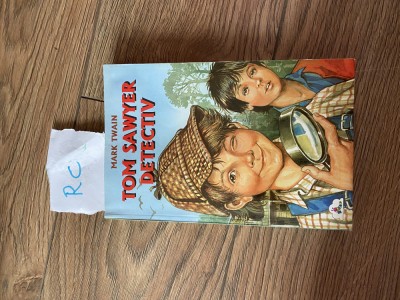 MARK TWAIN
TOM SAWYER
DETECTIV
RC